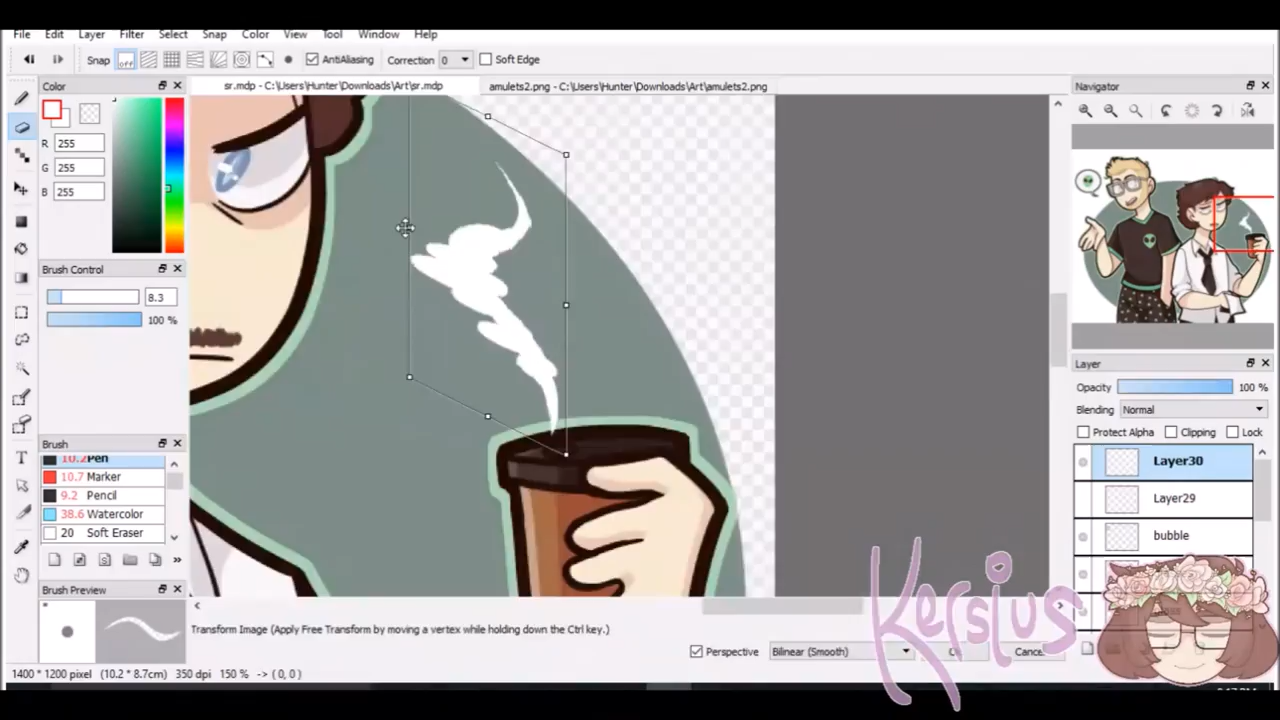 File Edit Layer Filter Select Snap Color Tool Window Help
Snap off AntiAliasing Correction 0 Soft Edge
Color
sr.mdp - C:\Users\Hunter\Downloads\Art\sr.mdp
amulets2.png - C:\Users\Hunter\Downloads\Art\amulets2.png
Navigator
R 255
G 255
B 255
Brush Control
8.3
100 %
Layer
Opacity 100 %
Blending Normal
Protect Alpha Clipping Lock
Layer30
Layer29
bubble
Brush
10.2 Pen
10.7 Marker
9.2 Pencil
38.6 Watercolor
20 Soft Eraser
Brush Preview
Transform Image (Apply Free Transform by moving a vertex while holding down the Ctrl key.)
Perspective Bilinear (Smooth)
1400 * 1200 pixel (10.2 * 8.7cm) 350 dpi 150 % -> ( 0, 0 )
Kersius